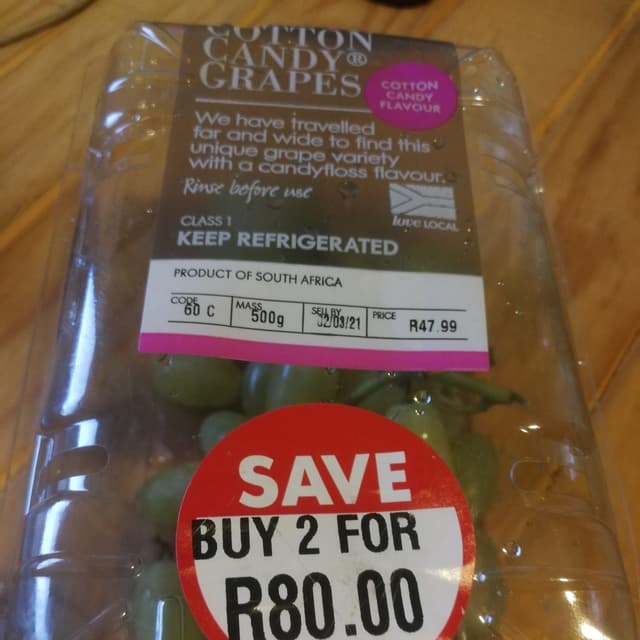 COTTON
CANDY®
GRAPES
COTTON
CANDY
FLAVOUR
We have travelled
far and wide to find this
unique grape variety
with a candyfloss flavour.
Rinse before use
love LOCAL
CLASS 1
KEEP REFRIGERATED
PRODUCT OF SOUTH AFRICA
CODE MASS SELL BY PRICE
6D C 500g 02/03/21 R47.99
SAVE
BUY 2 FOR
R80.00